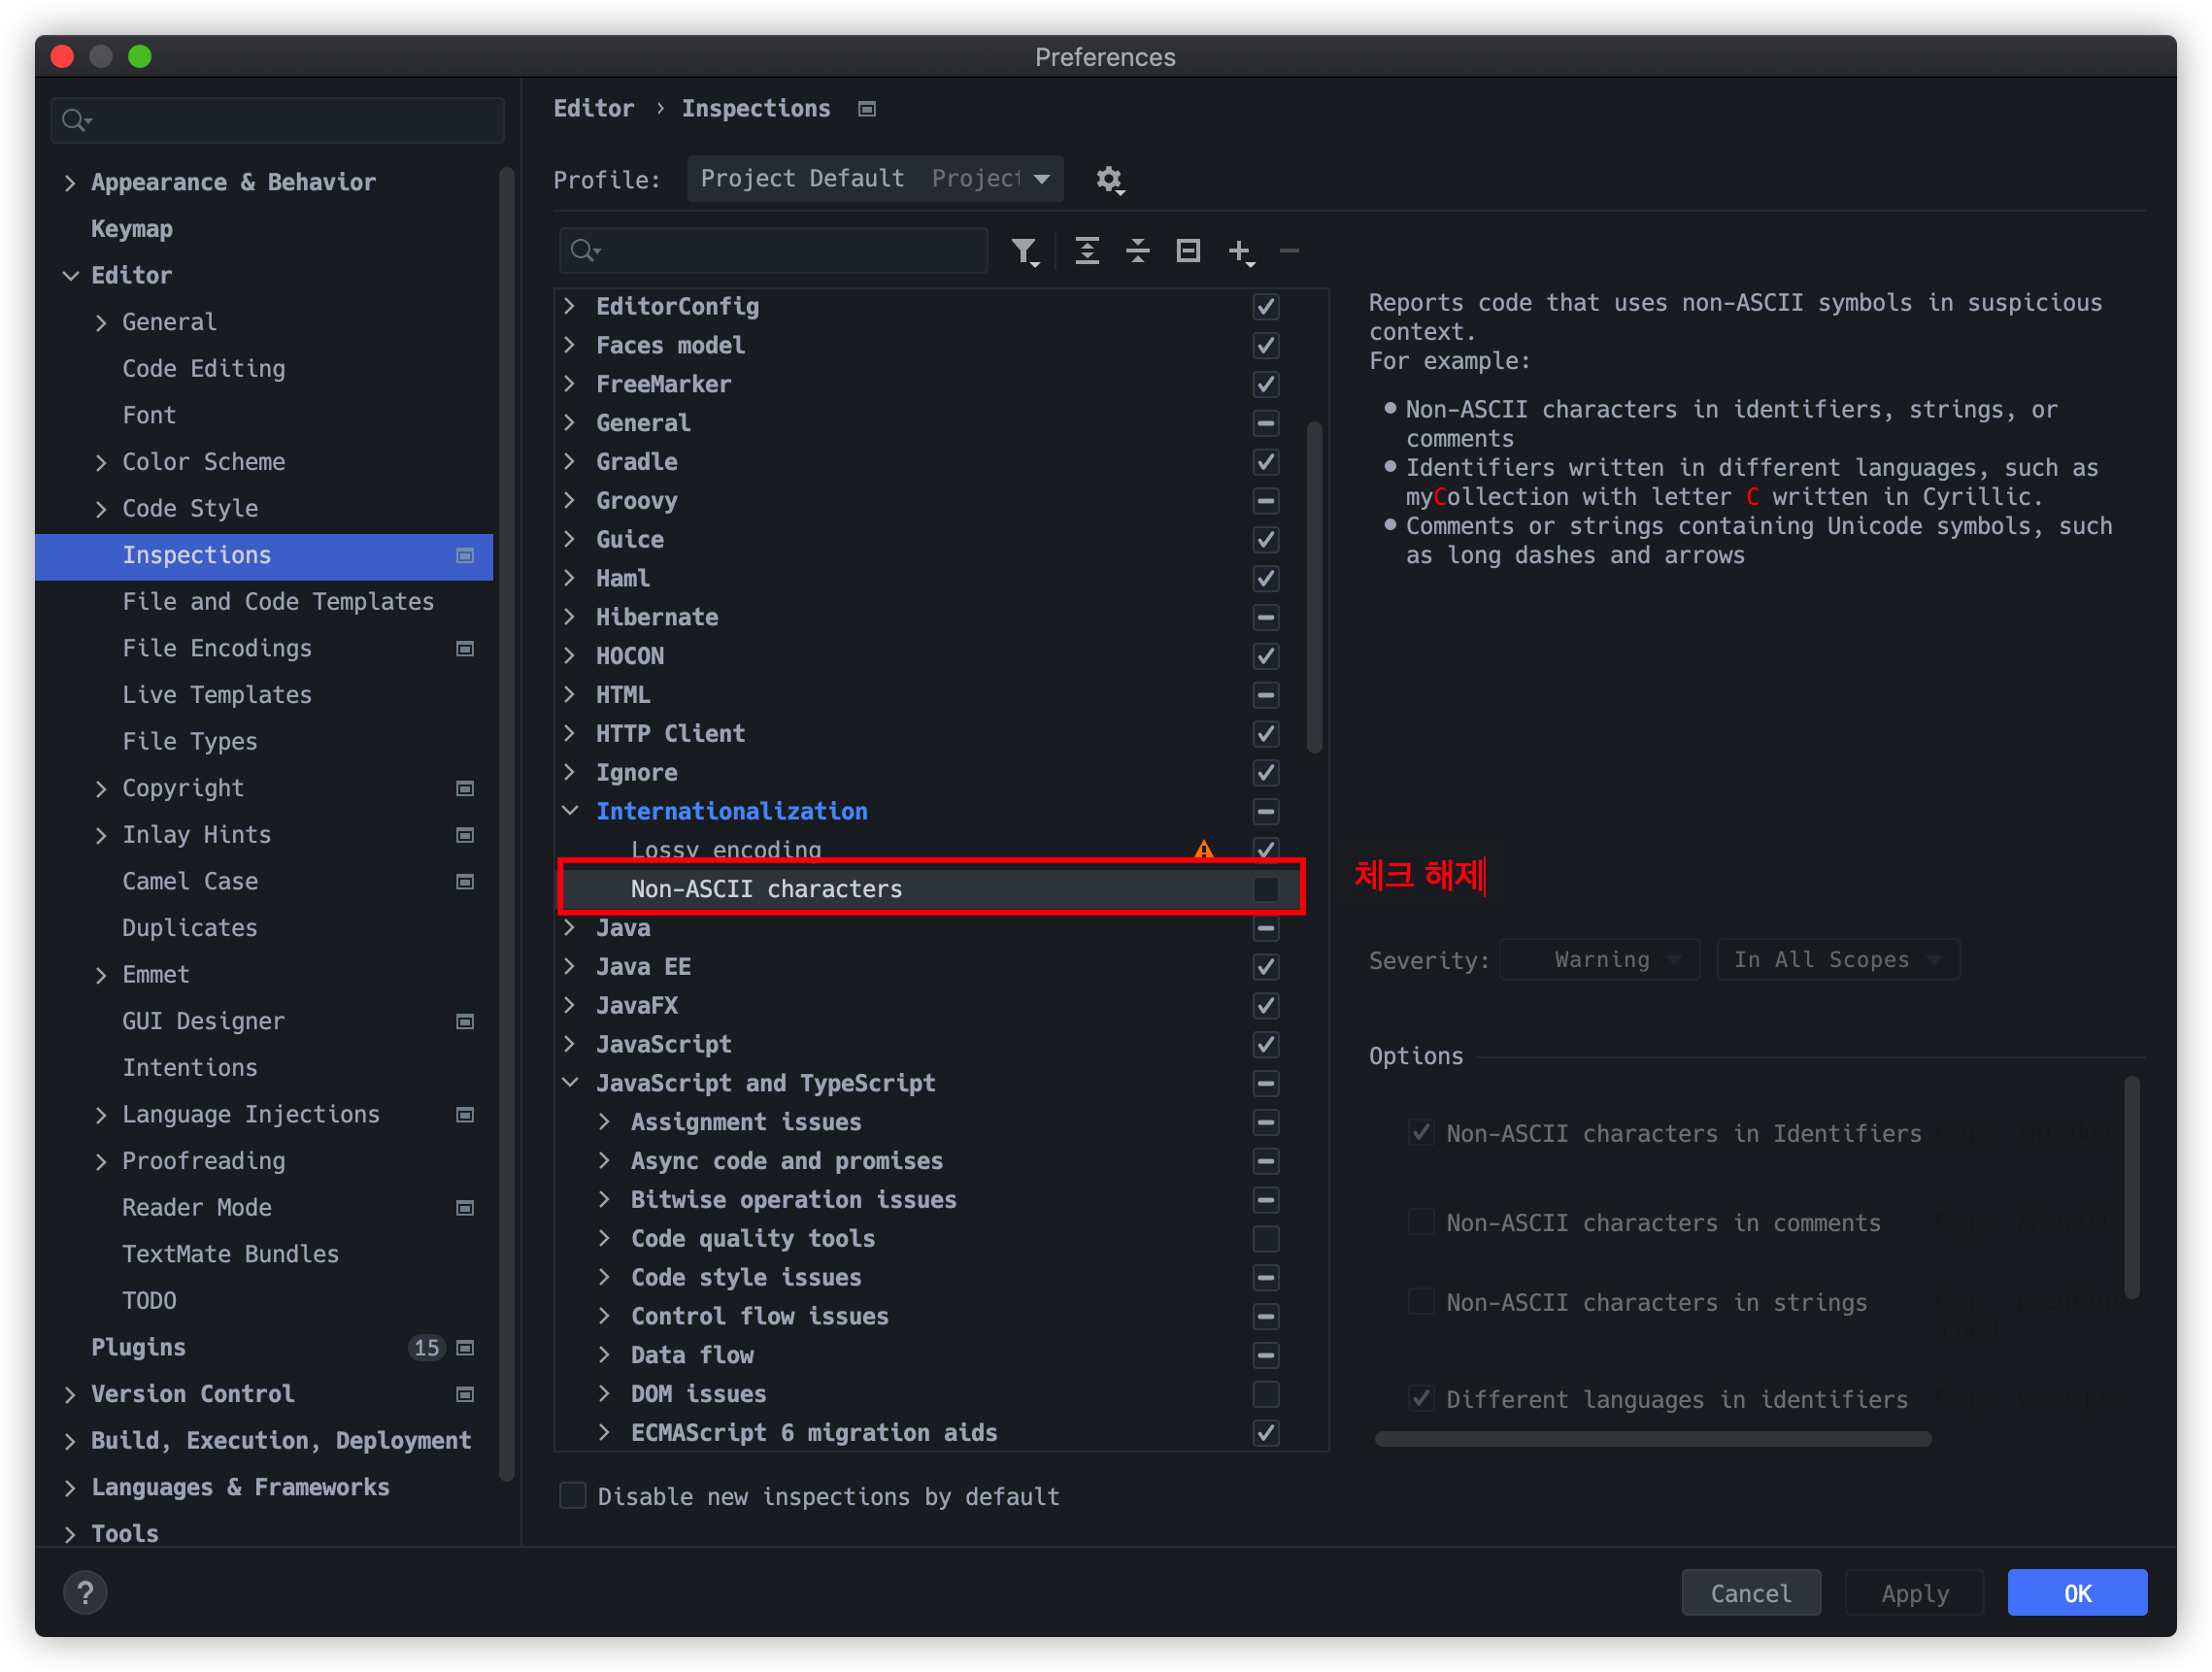 Preferences
Appearance & Behavior
Keymap
Editor
General
Code Editing
Font
Color Scheme
Code Style
Inspections
File and Code Templates
File Encodings
Live Templates
File Types
Copyright
Inlay Hints
Camel Case
Duplicates
Emmet
GUI Designer
Intentions
Language Injections
Proofreading
Reader Mode
TextMate Bundles
TODO
Plugins 15
Version Control
Build, Execution, Deployment
Languages & Frameworks
Tools
Editor › Inspections
Profile: Project Default Project
EditorConfig
Faces model
FreeMarker
General
Gradle
Groovy
Guice
Haml
Hibernate
HOCON
HTML
HTTP Client
Ignore
Internationalization
Lossy encoding
Non-ASCII characters
Java
Java EE
JavaFX
JavaScript
JavaScript and TypeScript
Assignment issues
Async code and promises
Bitwise operation issues
Code quality tools
Code style issues
Control flow issues
Data flow
DOM issues
ECMAScript 6 migration aids
Disable new inspections by default
Reports code that uses non-ASCII symbols in suspicious
context.
For example:
Non-ASCII characters in identifiers, strings, or
comments
Identifiers written in different languages, such as
myСollection with letter C written in Cyrillic.
Comments or strings containing Unicode symbols, such
as long dashes and arrows
체크 해제
Severity: Warning In All Scopes
Options
Non-ASCII characters in Identifiers
Non-ASCII characters in comments
Non-ASCII characters in strings
Different languages in identifiers
?
Cancel
Apply
OK